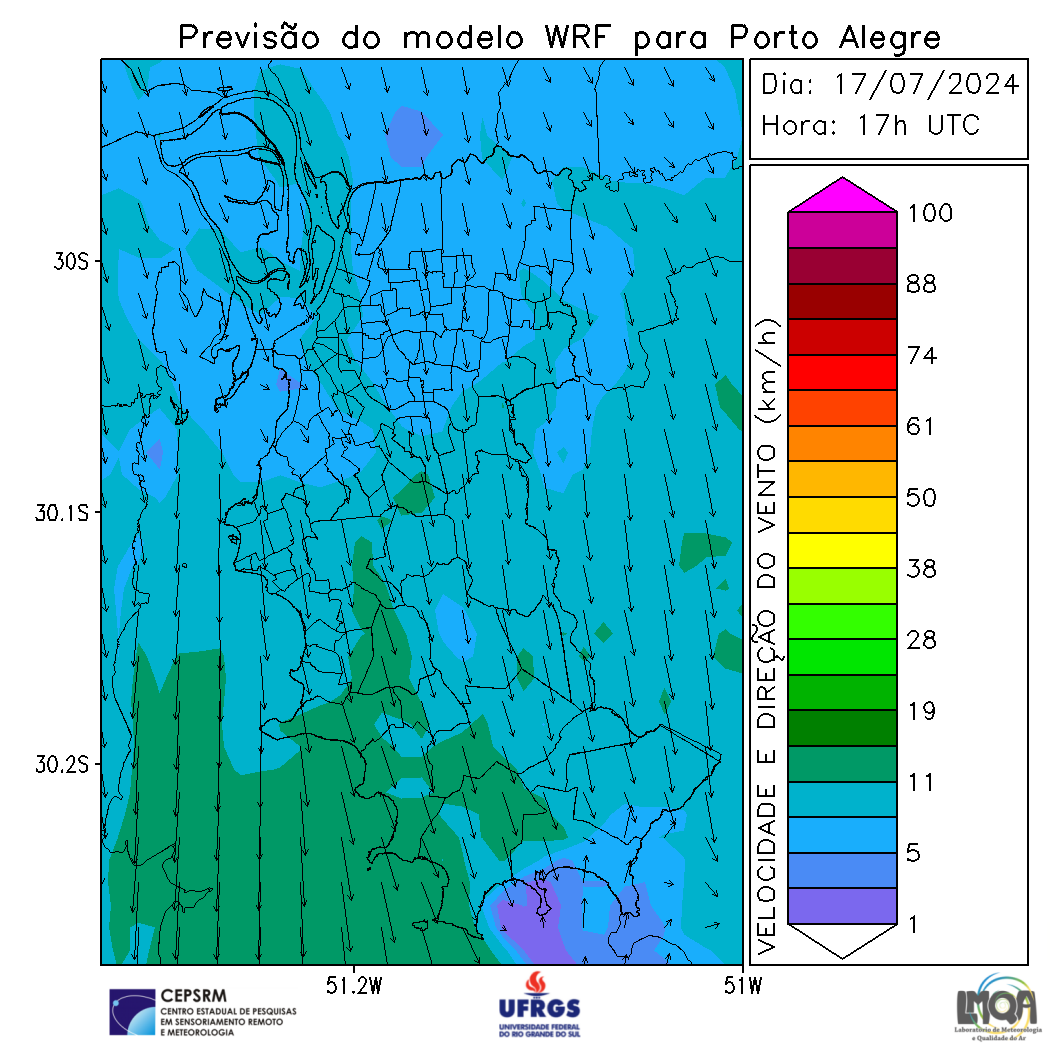 Previsão do modelo WRF para Porto Alegre
Dia: 17/07/2024
Hora: 17h UTC
30S
30.1S
30.2S
51.2W
51W
VELOCIDADE E DIREÇÃO DO VENTO (km/h)
100
88
74
61
50
38
28
19
11
5
1
CEPSRM
CENTRO ESTADUAL DE PESQUISAS
EM SENSORIAMENTO REMOTO
E METEOROLOGIA
UFRGS
UNIVERSIDADE FEDERAL
DO RIO GRANDE DO SUL
LMQA
Laboratório de Meteorologia
e Qualidade do Ar